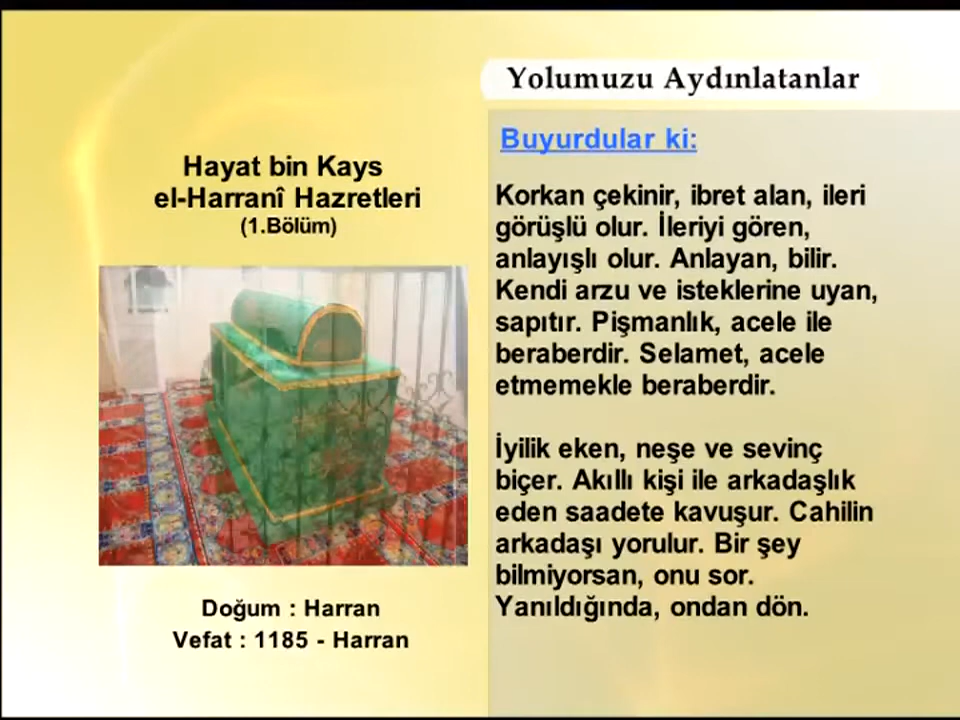 Yolumuzu Aydınlatanlar
Hayat bin Kays
el-Harranî Hazretleri
(1.Bölüm)
Doğum : Harran
Vefat : 1185 - Harran
Buyurdular ki:
Korkan çekinir, ibret alan, ileri
görüşlü olur. İleriyi gören,
anlayışlı olur. Anlayan, bilir.
Kendi arzu ve isteklerine uyan,
sapıtır. Pişmanlık, acele ile
beraberdir. Selamet, acele
etmemekle beraberdir.
İyilik eken, neşe ve sevinç
biçer. Akıllı kişi ile arkadaşlık
eden saadete kavuşur. Cahilin
arkadaşı yorulur. Bir şey
bilmiyorsan, onu sor.
Yanıldığında, ondan dön.